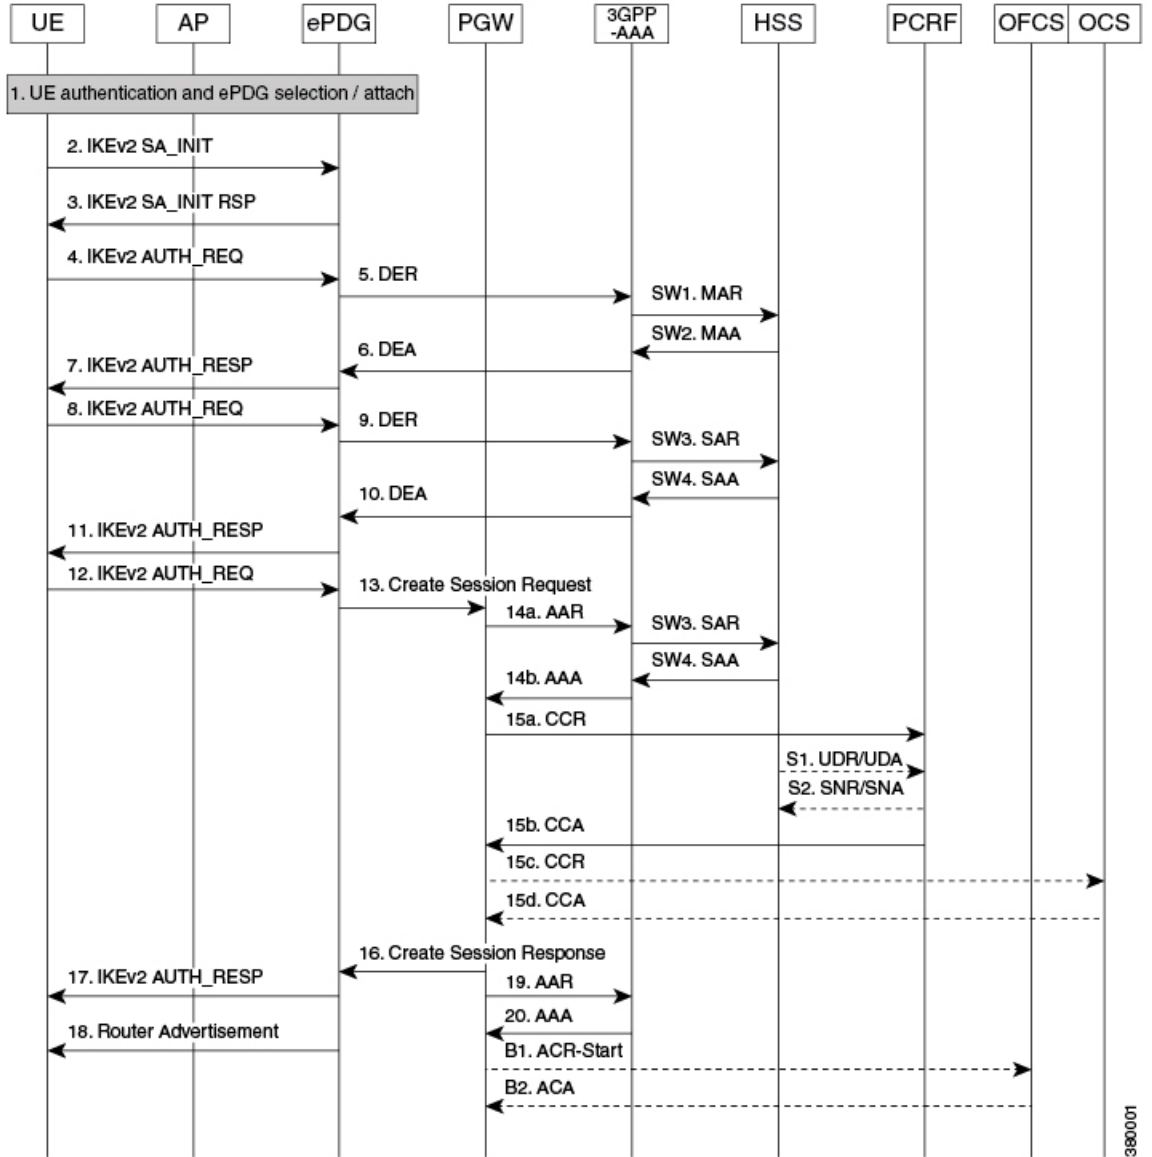 UE AP ePDG PGW 3GPP HSS PCRF OFCS OCS
-AAA
1. UE authentication and ePDG selection / attach
2. IKEv2 SA_INIT
3. IKEv2 SA_INIT RSP
4. IKEv2 AUTH_REQ
5. DER
SW1. MAR
SW2. MAA
6. DEA
7. IKEv2 AUTH_RESP
8. IKEv2 AUTH_REQ
9. DER
SW3. SAR
SW4. SAA
10. DEA
11. IKEv2 AUTH_RESP
12. IKEv2 AUTH_REQ
13. Create Session Request
14a. AAR
SW3. SAR
SW4. SAA
14b. AAA
15a. CCR
S1. UDR/UDA
S2. SNR/SNA
15b. CCA
15c. CCR
15d. CCA
16. Create Session Response
17. IKEv2 AUTH_RESP
19. AAR
20. AAA
18. Router Advertisement
B1. ACR-Start
B2. ACA
380001